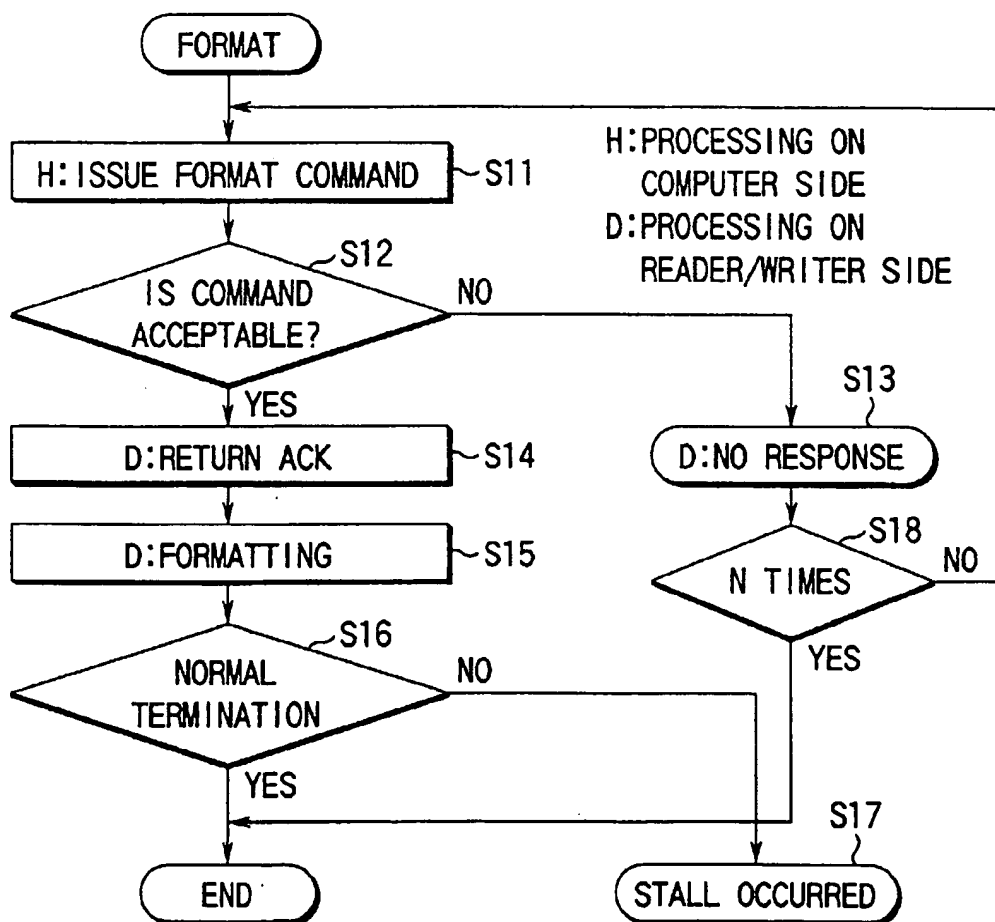 FORMAT
H:ISSUE FORMAT COMMAND
S11
H:PROCESSING ON
COMPUTER SIDE
D:PROCESSING ON
READER/WRITER SIDE
S12
IS COMMAND
ACCEPTABLE?
NO
YES
S13
D:NO RESPONSE
D:RETURN ACK
S14
D:FORMATTING
S15
S18
N TIMES
NO
YES
S16
NORMAL
TERMINATION
NO
YES
S17
END
STALL OCCURRED